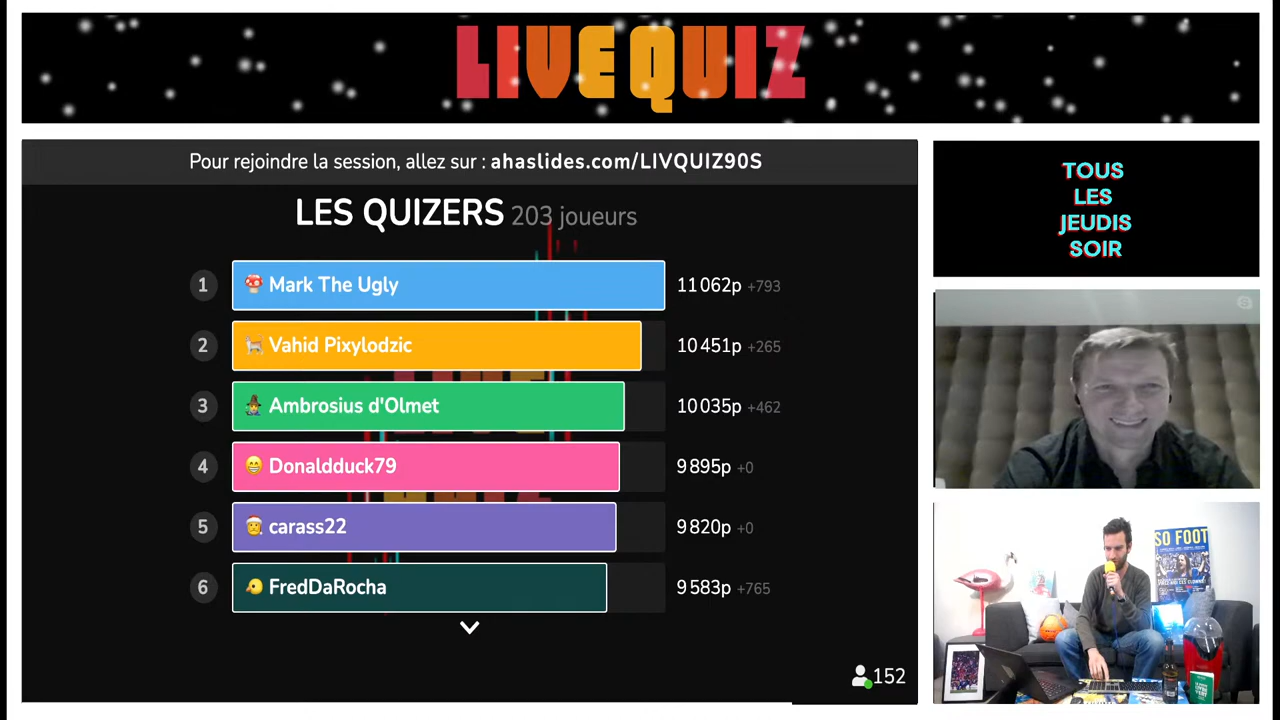 LIVE QUIZ
Pour rejoindre la session, allez sur : ahaslides.com/LIVQUIZ90S
LES QUIZERS 203 joueurs
1 Mark The Ugly 11 062p +793
2 Vahid Pixylodzic 10 451p +265
3 Ambrosius d'Olmet 10 035p +462
4 Donaldduck79 9 895p +0
5 carass22 9 820p +0
6 FredDaRocha 9 583p +765
152
TOUS
LES
JEUDIS
SOIR
SO FOOT